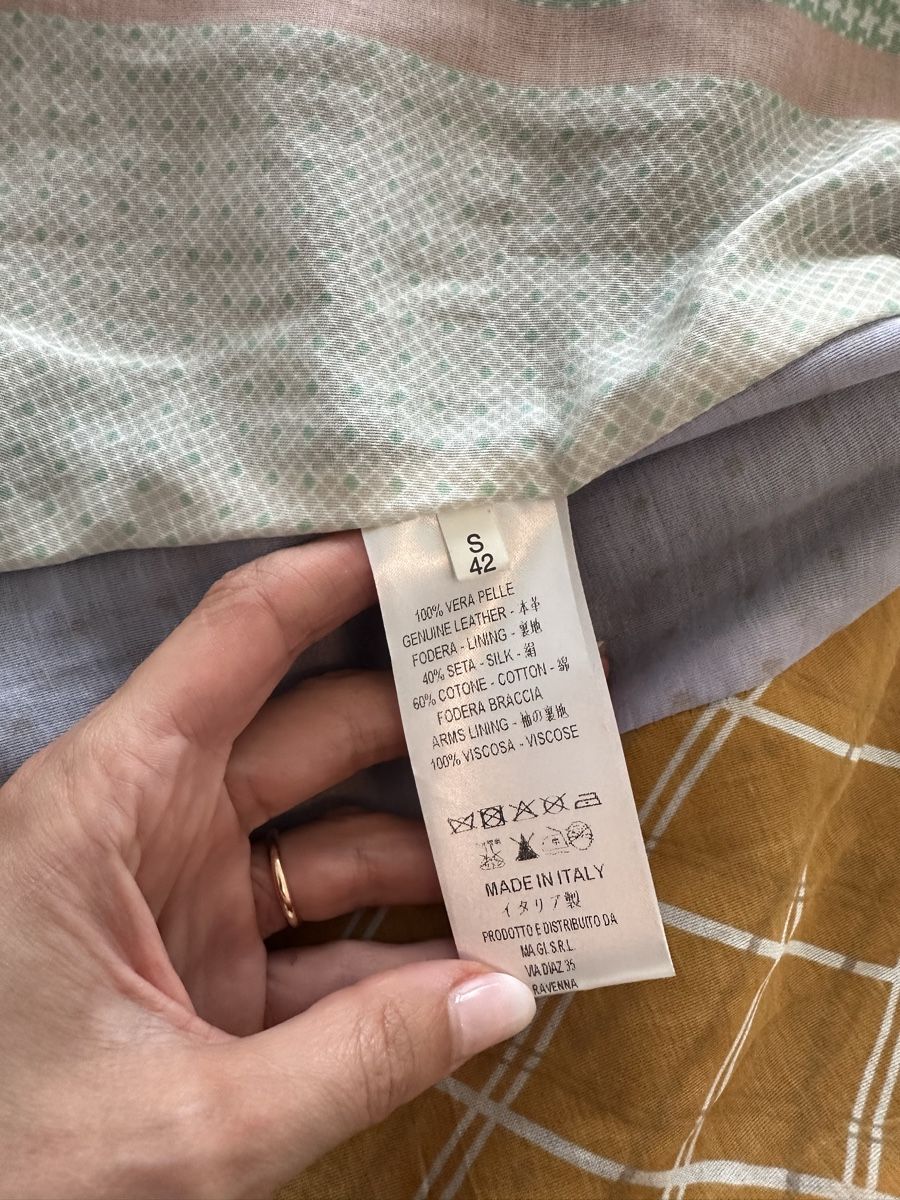 S
42
100% VERA PELLE
GENUINE LEATHER - 本革
FODERA - LINING - 裏地
40% SETA - SILK - 絹
60% COTONE - COTTON - 綿
FODERA BRACCIA
ARMS LINING - 袖の裏地
100% VISCOSA - VISCOSE
MADE IN ITALY
イタリア製
PRODOTTO E DISTRIBUITO DA
MA.GI. S.R.L.
VIA DIAZ 35
RAVENNA